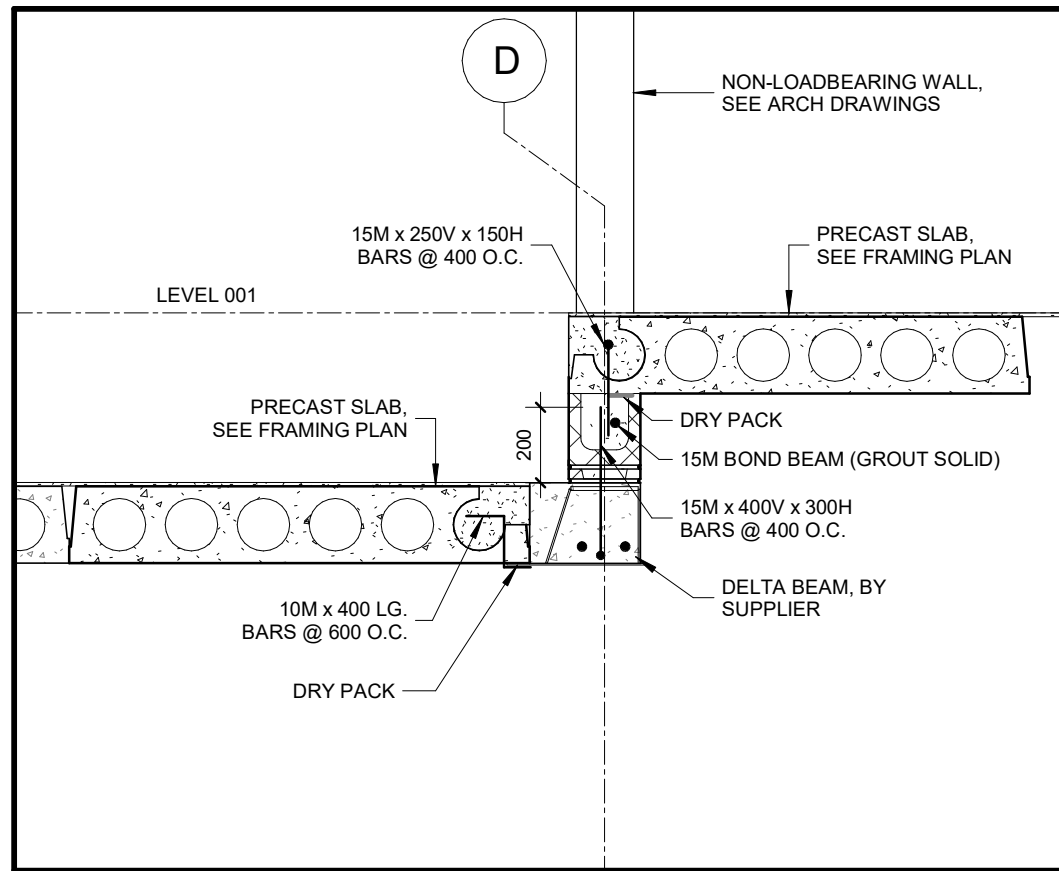 D
NON-LOADBEARING WALL,
SEE ARCH DRAWINGS
15M x 250V x 150H
BARS @ 400 O.C.
PRECAST SLAB,
SEE FRAMING PLAN
LEVEL 001
PRECAST SLAB,
SEE FRAMING PLAN
200
DRY PACK
15M BOND BEAM (GROUT SOLID)
15M x 400V x 300H
BARS @ 400 O.C.
DELTA BEAM, BY
SUPPLIER
10M x 400 LG.
BARS @ 600 O.C.
DRY PACK